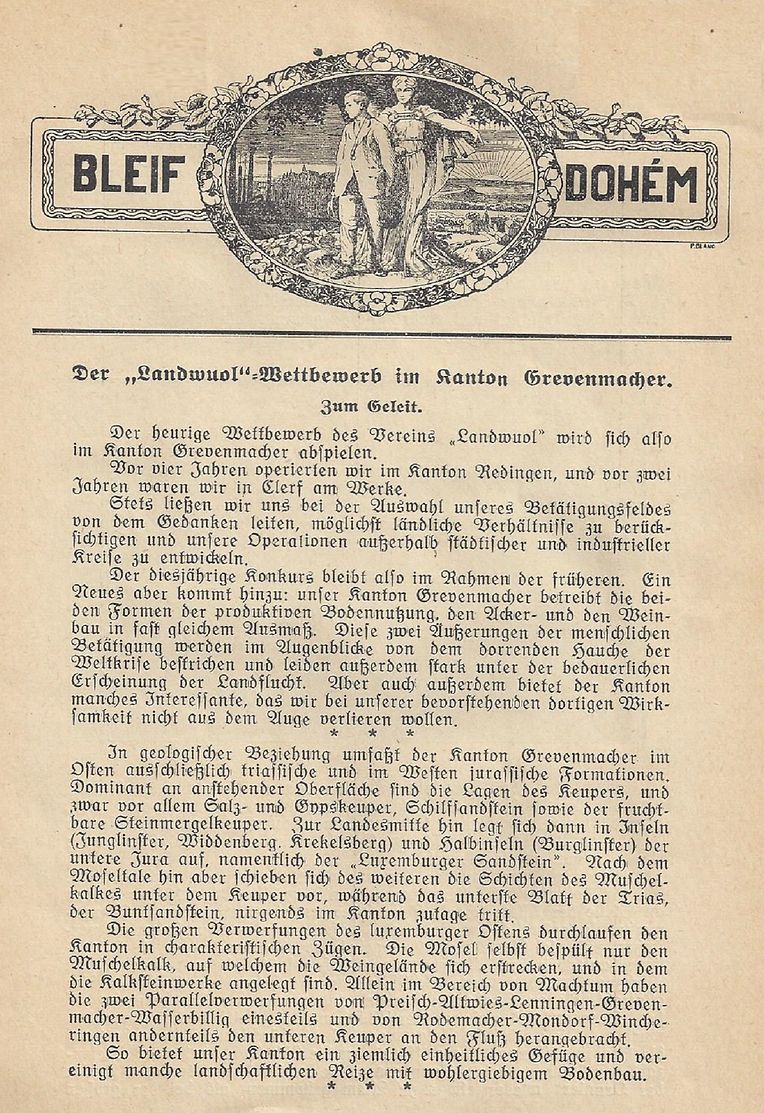 BLEIF DOHÉM
P. BLANC
Der „Landwuol“-Wettbewerb im Kanton Grevenmacher.
Zum Geleit.
Der heurige Wettbewerb des Vereins „Landwuol” wird sich also
im Kanton Grevenmacher abspielen.
Vor vier Jahren operierten wir im Kanton Redingen, und vor zwei
Jahren waren wir in Clerf am Werke.
Stets ließen wir uns bei der Auswahl unseres Betätigungsfeldes
von dem Gedanken leiten, möglichst ländliche Verhältnisse zu berück-
sichtigen und unsere Operationen außerhalb städtischer und industrieller
Kreise zu entwickeln.
Der diesjährige Konkurs bleibt also im Rahmen der früheren. Ein
Neues aber kommt hinzu: unser Kanton Grevenmacher betreibt die bei-
den Formen der produktiven Bodennutzung, den Acker- und den Wein-
bau in fast gleichem Ausmaß. Diese zwei Äußerungen der menschlichen
Betätigung werden im Augenblicke von dem dorrenden Hauche der
Weltkrise bestrichen und leiden außerdem stark unter der bedauerlichen
Erscheinung der Landflucht. Aber auch außerdem bietet der Kanton
manches Interessante, das wir bei unserer bevorstehenden dortigen Wirk-
samkeit nicht aus dem Auge verlieren wollen.
* * *
In geologischer Beziehung umfaßt der Kanton Grevenmacher im
Osten ausschließlich triassische und im Westen jurassische Formationen.
Dominant an anstehender Oberfläche sind die Lagen des Keupers, und
zwar vor allem Salz- und Gypskeuper, Schilfsandstein sowie der frucht-
bare Steinmergelkeuper. Zur Landesmitte hin legt sich dann in Inseln
(Junglinster, Widdenberg, Krekelsberg) und Halbinseln (Burglinster) der
untere Jura auf, namentlich der „Luxemburger Sandstein”. Nach dem
Moseltale hin aber schieben sich des weiteren die Schichten des Muschel-
kalkes unter dem Keuper vor, während das unterste Blatt der Trias,
der Buntsandstein, nirgends im Kanton zutage tritt.
Die großen Verwerfungen des luxemburger Ostens durchlaufen den
Kanton in charakteristischen Zügen. Die Mosel selbst bespült nur den
Muschelkalk, auf welchem die Weingelände sich erstrecken, und in dem
die Kalksteinwerke angelegt sind. Allein im Bereich von Machtum haben
die zwei Parallelverwerfungen von Preisch-Altwies-Lenningen-Greven-
macher-Wasserbillig einesteils und von Rodemacher-Mondorf-Winche-
ringen andernteils den unteren Keuper an den Fluß herangebracht.
So bietet unser Kanton ein ziemlich einheitliches Gefüge und ver-
einigt manche landschaftlichen Reize mit wohlergiebigem Bodenbau.
* * *